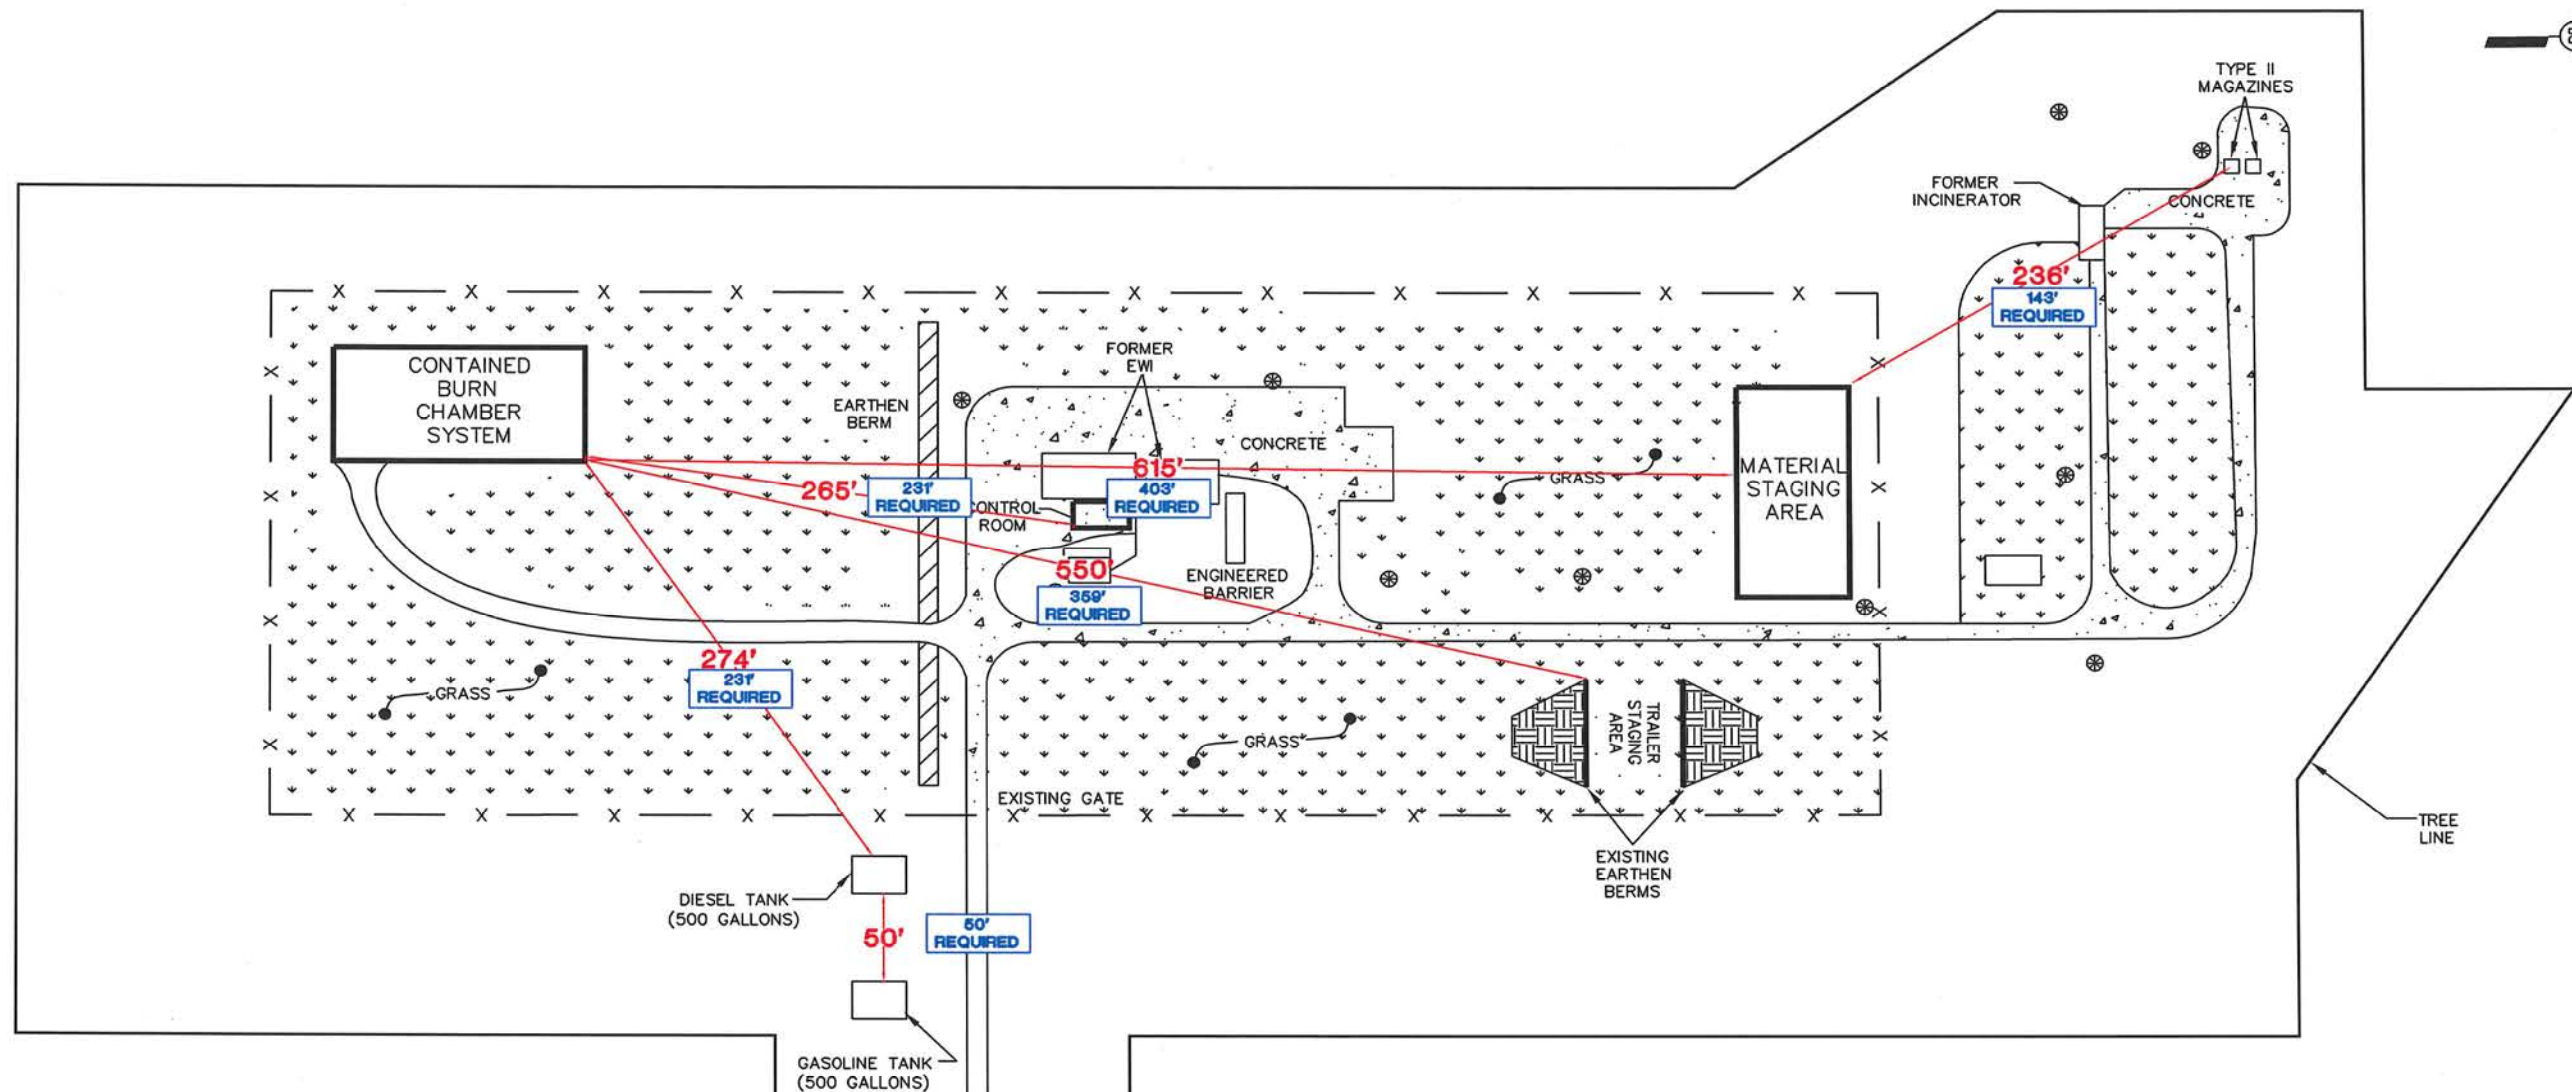 TYPE II
MAGAZINES
FORMER
INCINERATOR
CONCRETE
236'
143'
REQUIRED
X X X X X X X X X X X X
CONTAINED
BURN
CHAMBER
SYSTEM
EARTHEN
BERM
FORMER
EWI
CONCRETE
615'
403'
REQUIRED
265'
231'
REQUIRED
CONTROL
ROOM
GRASS
MATERIAL
STAGING
AREA
X
X
X
X
X
X
X
X
550'
359'
REQUIRED
ENGINEERED
BARRIER
274'
231'
REQUIRED
GRASS
GRASS
TRAILER
STAGING
AREA
EXISTING GATE
X X X X X X X X X X X X
TREE
LINE
EXISTING
EARTHEN
BERMS
DIESEL TANK
(500 GALLONS)
50'
50'
REQUIRED
GASOLINE TANK
(500 GALLONS)